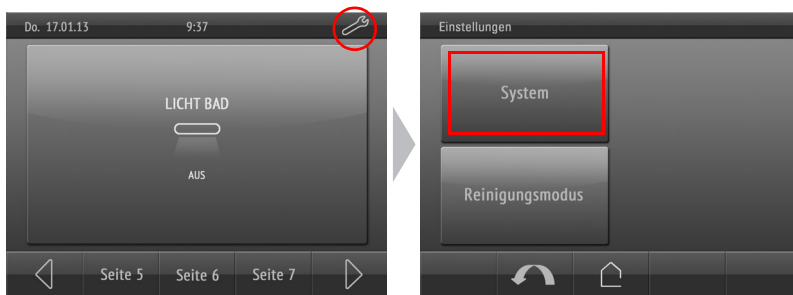 Do. 17.01.13 9:37
LICHT BAD
AUS
Seite 5 Seite 6 Seite 7
Einstellungen
System
Reinigungsmodus